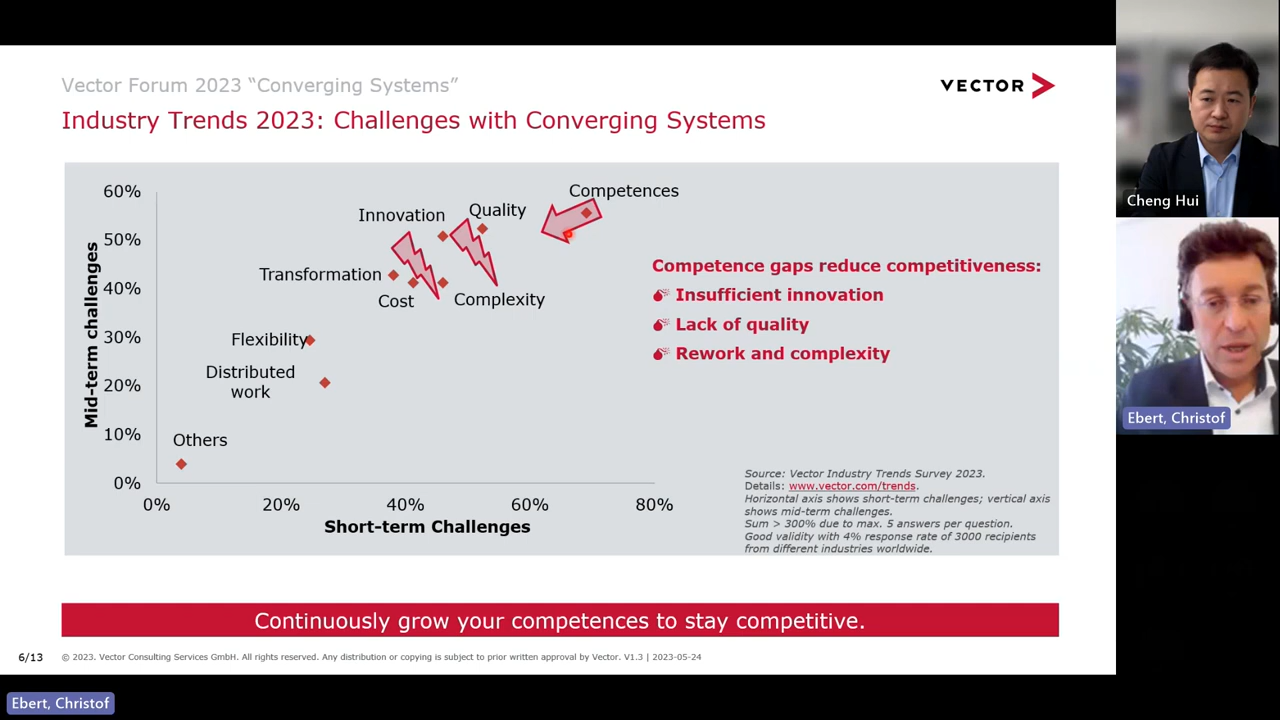 Vector Forum 2023 “Converging Systems”
VECTOR
Industry Trends 2023: Challenges with Converging Systems
Mid-term challenges
60%
50%
40%
30%
20%
10%
0%
0%
20%
40%
60%
80%
Short-term Challenges
Competences
Quality
Innovation
Transformation
Cost
Complexity
Flexibility
Distributed
work
Others
Competence gaps reduce competitiveness:
Insufficient innovation
Lack of quality
Rework and complexity
Source: Vector Industry Trends Survey 2023.
Details: www.vector.com/trends.
Horizontal axis shows short-term challenges; vertical axis
shows mid-term challenges.
Sum > 300% due to max. 5 answers per question.
Good validity with 4% response rate of 3000 recipients
from different industries worldwide.
Continuously grow your competences to stay competitive.
6/13
© 2023. Vector Consulting Services GmbH. All rights reserved. Any distribution or copying is subject to prior written approval by Vector. V1.3 | 2023-05-24
Cheng Hui
Ebert, Christof
Ebert, Christof